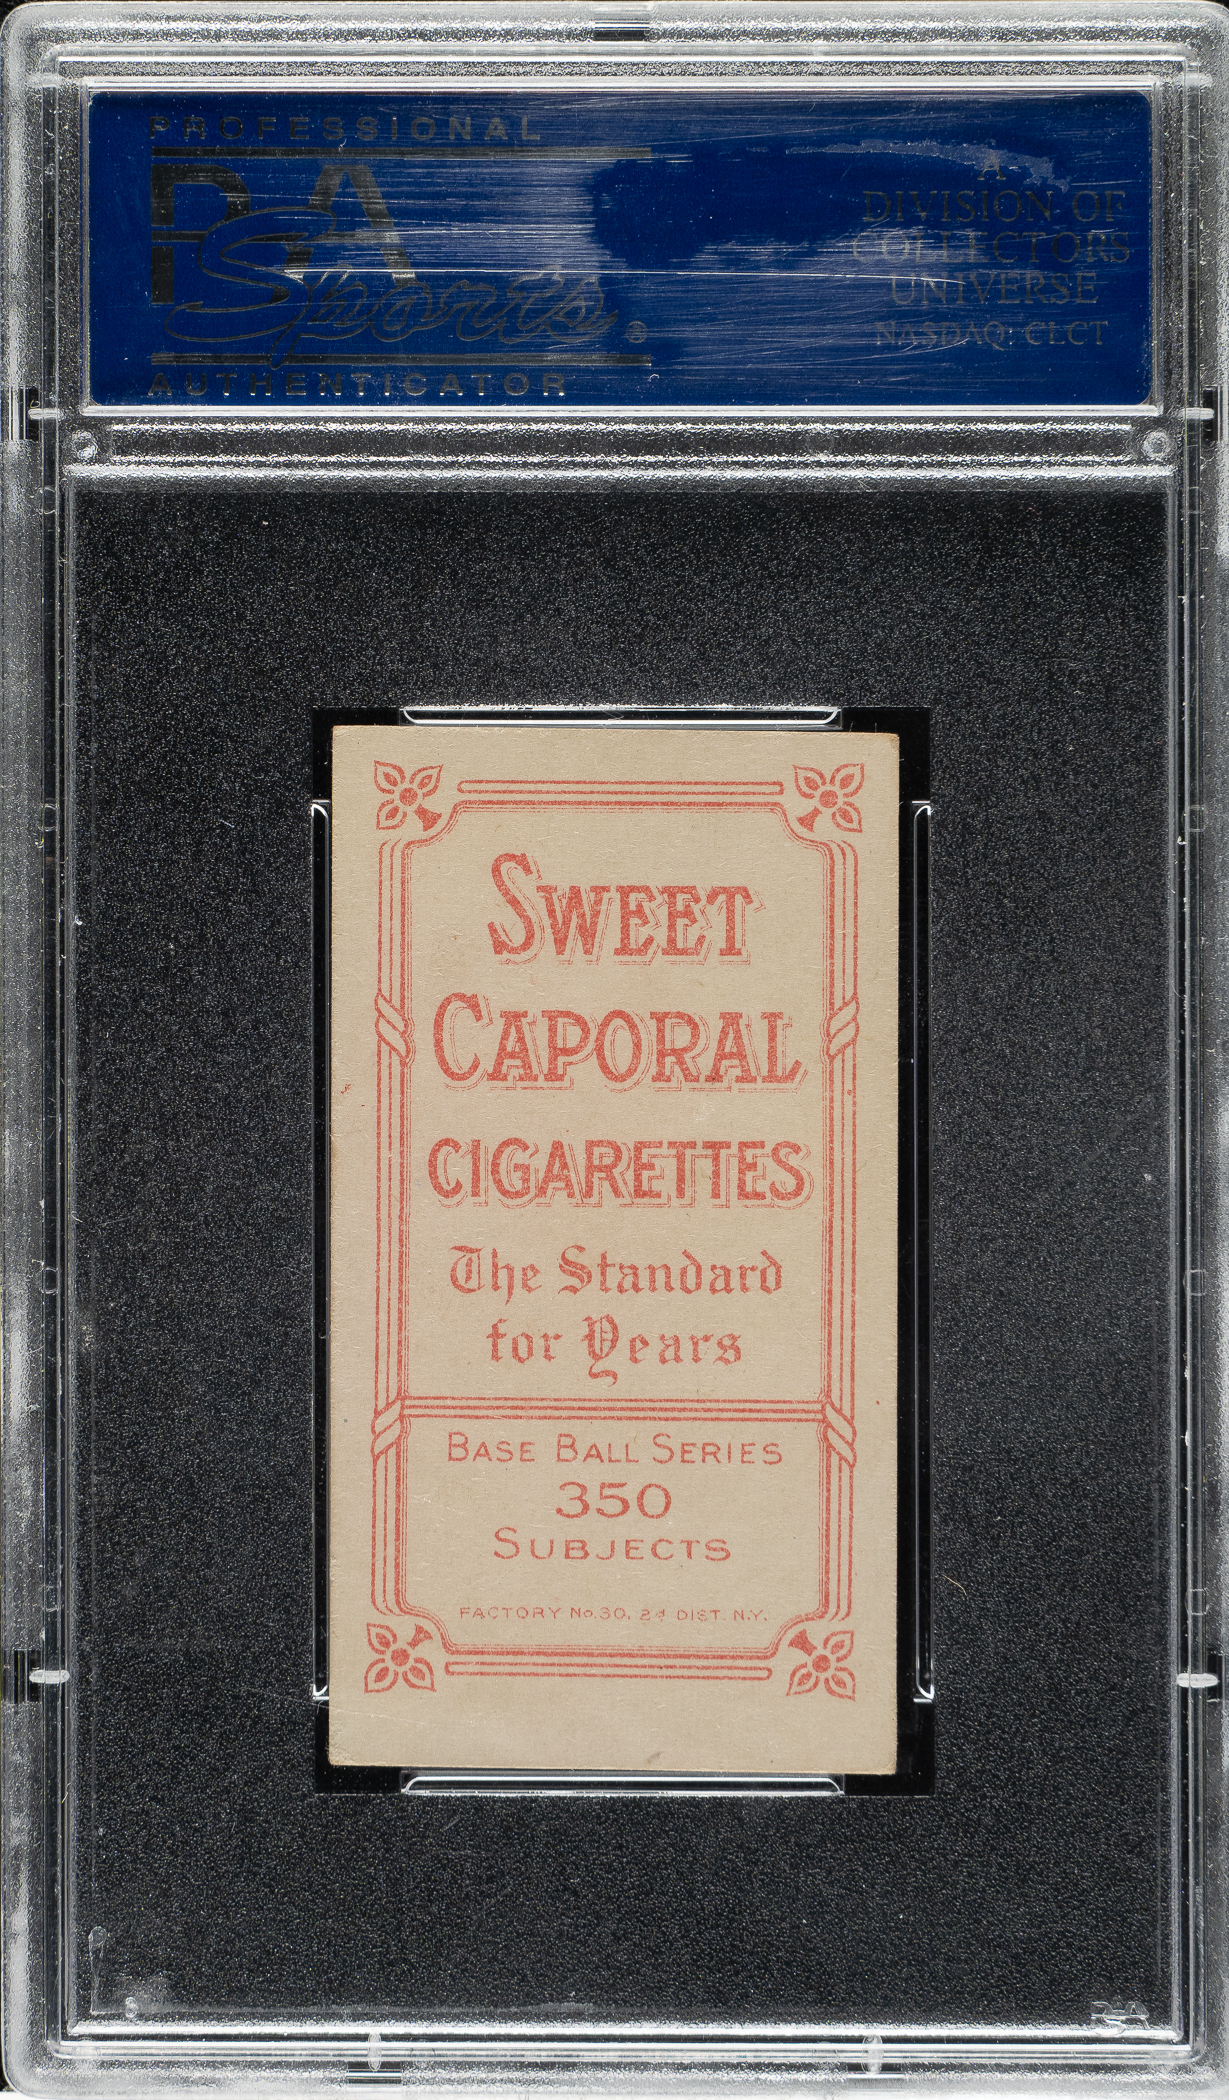 PROFESSIONAL
PSA
Sports®
AUTHENTICATOR
A
DIVISION OF
COLLECTORS
UNIVERSE
NASDAQ: CLCT
SWEET
CAPORAL
CIGARETTES
The Standard
for Years
BASE BALL SERIES
350
SUBJECTS
FACTORY No. 30, 2d DIST. N.Y.
PSA